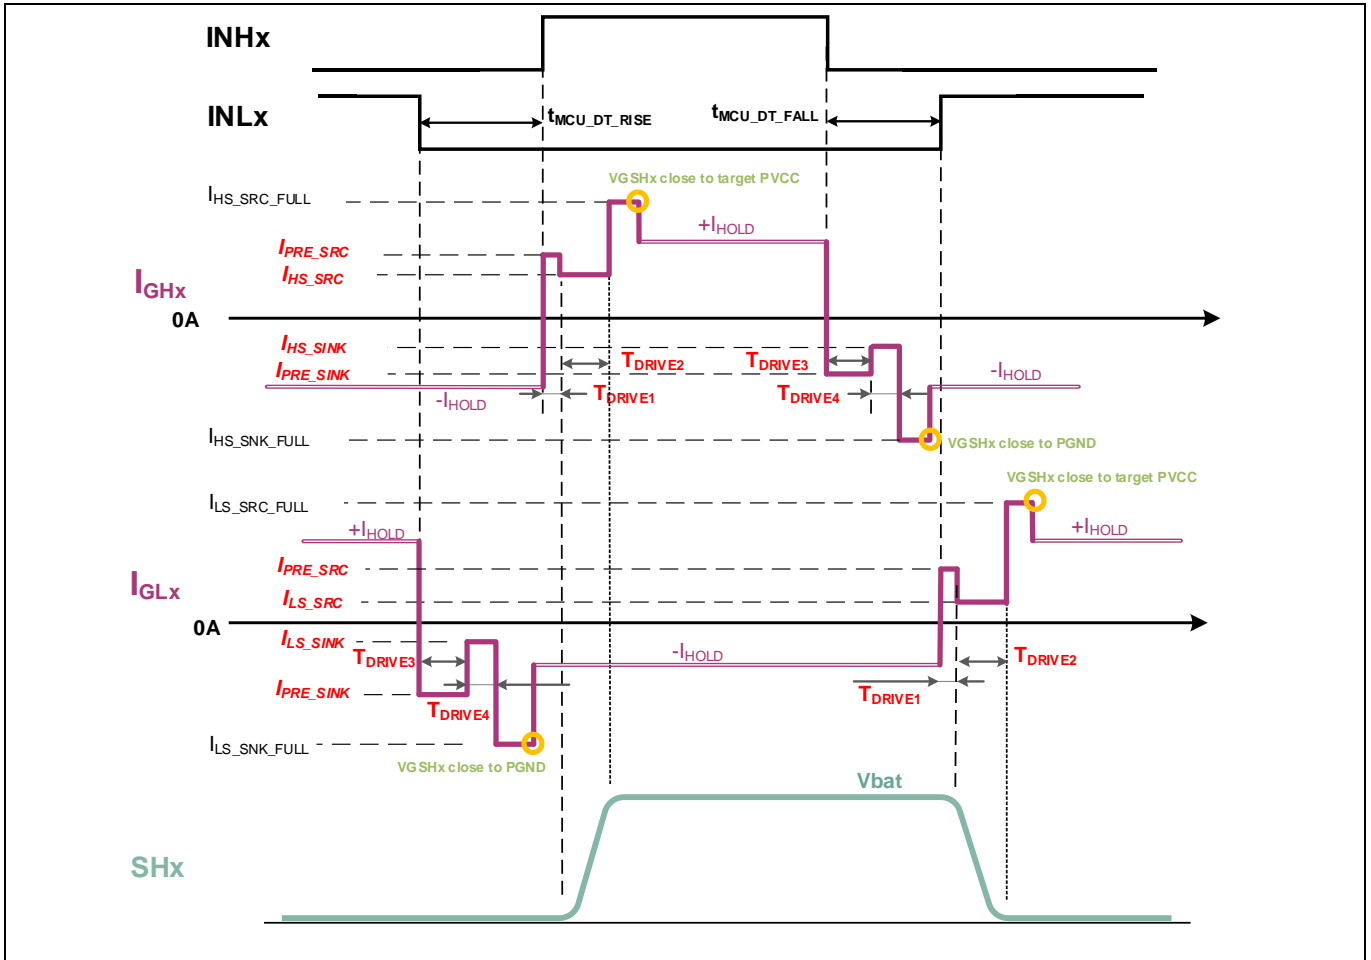 INHx
INLx
tMCU_DT_RISE
tMCU_DT_FALL
VGSHx close to target PVCC
IHS_SRC_FULL
+IHOLD
IPRE_SRC
IHS_SRC
IGHx
0A
IHS_SINK
IPRE_SINK
TDRIVE2
TDRIVE3
-IHOLD
-IHOLD
TDRIVE1
TDRIVE4
IHS_SNK_FULL
VGSHx close to PGND
VGSHx close to target PVCC
ILS_SRC_FULL
+IHOLD
+IHOLD
IPRE_SRC
IGLx
ILS_SRC
0A
ILS_SINK
TDRIVE3
-IHOLD
TDRIVE2
IPRE_SINK
TDRIVE4
TDRIVE1
ILS_SNK_FULL
VGSHx close to PGND
Vbat
SHx